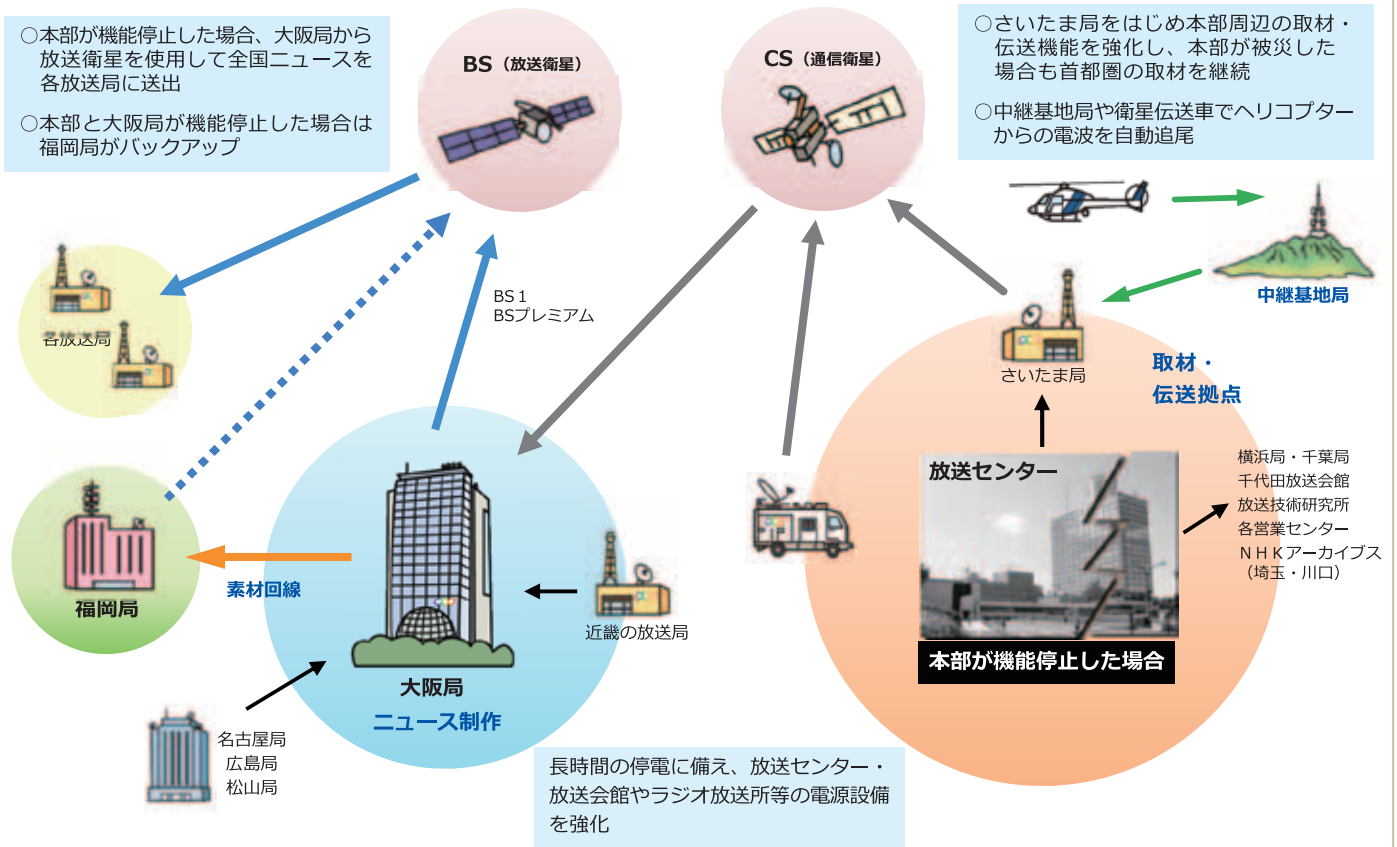 ○本部が機能停止した場合、大阪局から
放送衛星を使用して全国ニュースを
各放送局に送出
○本部と大阪局が機能停止した場合は
福岡局がバックアップ
BS（放送衛星）
CS（通信衛星）
○さいたま局をはじめ本部周辺の取材・
伝送機能を強化し、本部が被災した
場合も首都圏の取材を継続
○中継基地局や衛星伝送車でヘリコプター
からの電波を自動追尾
中継基地局
各放送局
BS１
BSプレミアム
さいたま局
取材・
伝送拠点
放送センター
本部が機能停止した場合
横浜局・千葉局
千代田放送会館
放送技術研究所
各営業センター
ＮＨＫアーカイブス
（埼玉・川口）
福岡局
素材回線
近畿の放送局
大阪局
ニュース制作
名古屋局
広島局
松山局
長時間の停電に備え、放送センター・
放送会館やラジオ放送所等の電源設備
を強化